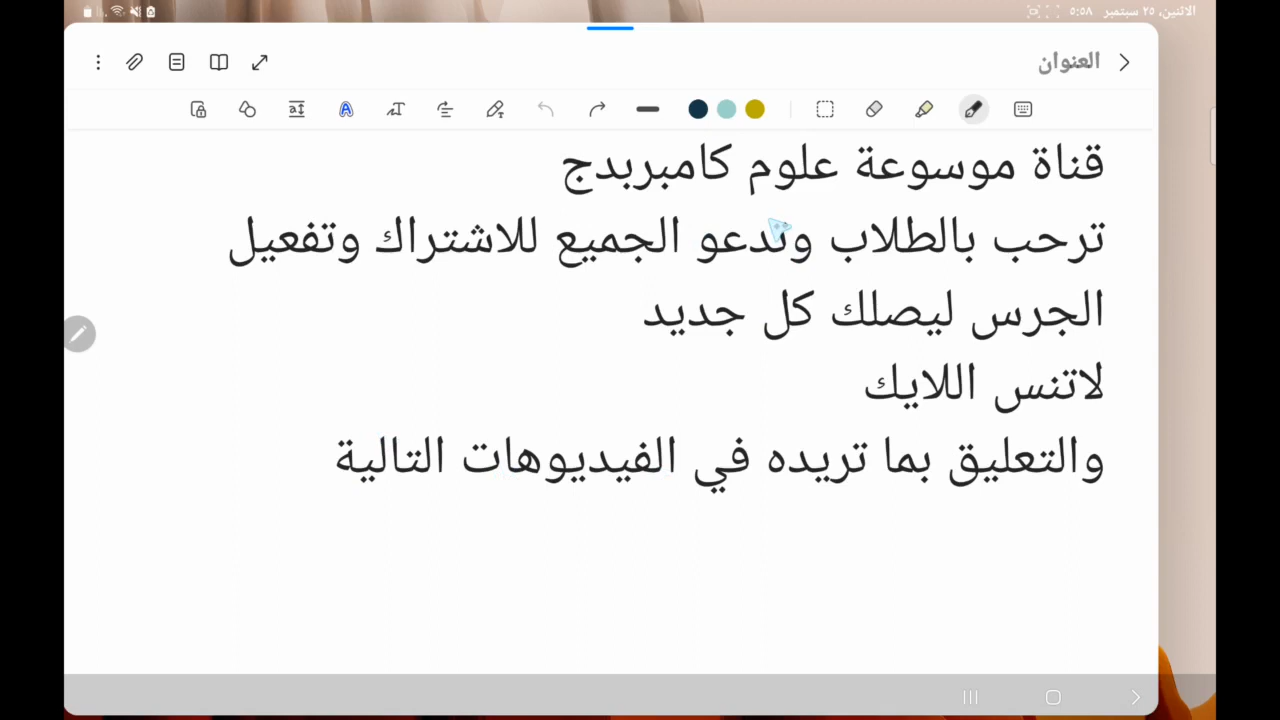 الاثنين، ٢٥ سبتمبر ٥:٥٨
العنوان
قناة موسوعة علوم كامبربدج
ترحب بالطلاب وتدعو الجميع للاشتراك وتفعيل
الجرس ليصلك كل جديد
لاتنس اللايك
والتعليق بما تريده في الفيديوهات التالية